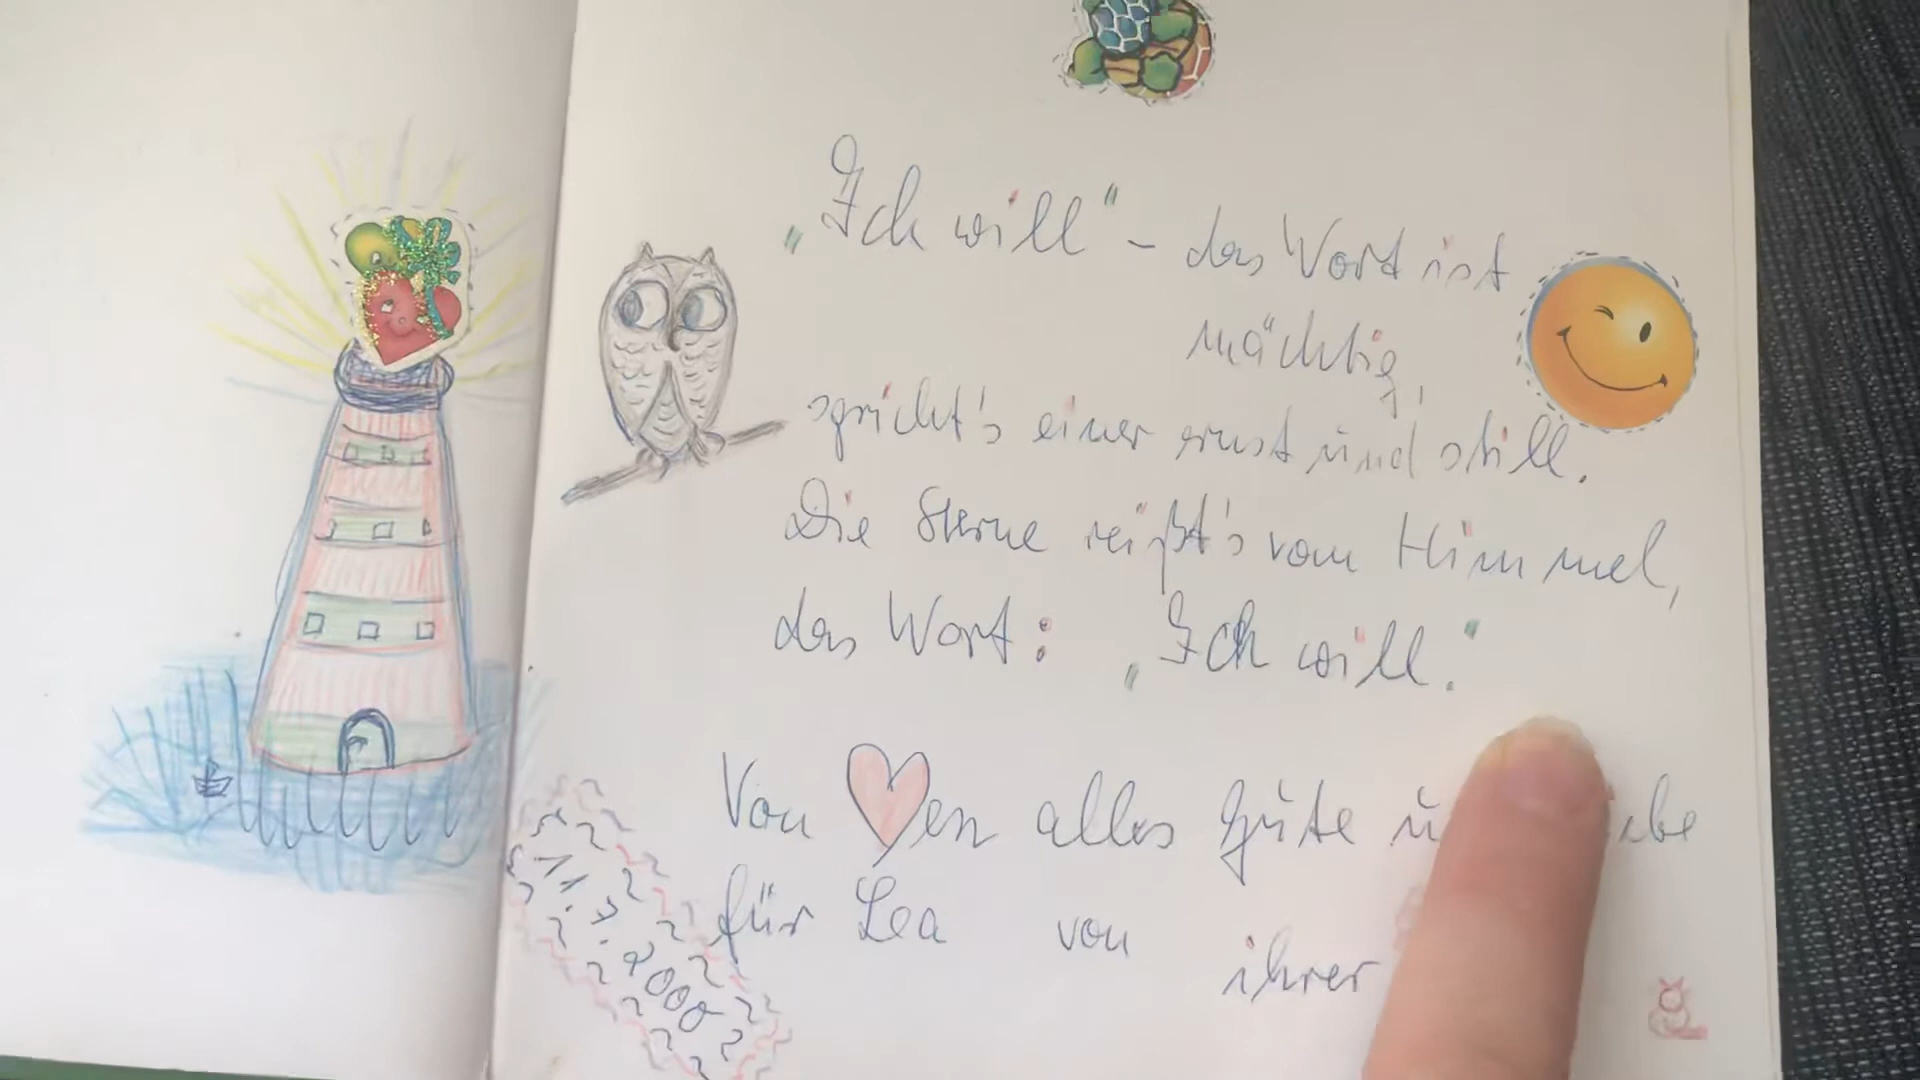 „Ich will" – das Wort ist
mächtig,
spricht's einer ernst und still.
Die Sterne reißt's vom Himmel,
das Wort: „Ich will."
Von ♥en alles Gute
für Lea von
ihrer
2000